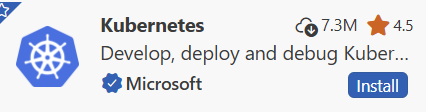 Kubernetes 7.3M 4.5
Develop, deploy and debug Kuber...
Microsoft Install